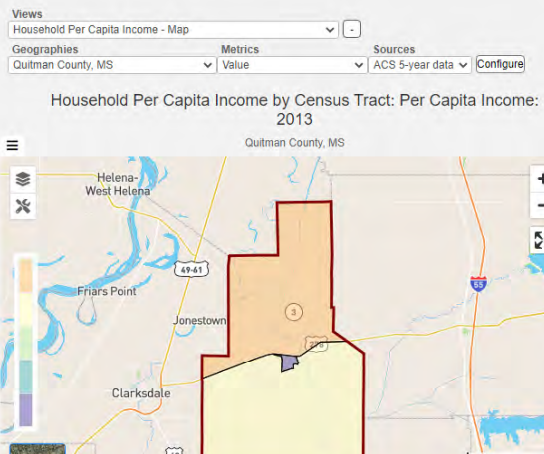 Views
Household Per Capita Income - Map
-
Geographies Metrics Sources
Quitman County, MS Value ACS 5-year data Configure
Household Per Capita Income by Census Tract: Per Capita Income:
2013
Quitman County, MS
Helena-
West Helena
49-61
Friars Point
55
3
Jonestown
278
Clarksdale